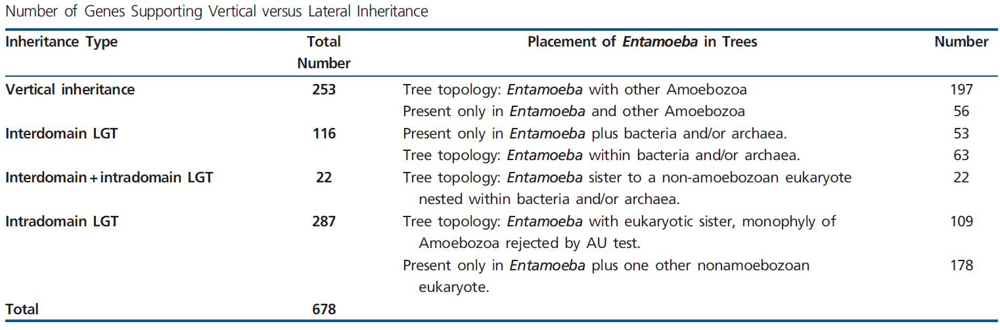 Number of Genes Supporting Vertical versus Lateral Inheritance
Inheritance Type Total Number Placement of Entamoeba in Trees Number
Vertical inheritance 253 Tree topology: Entamoeba with other Amoebozoa 197
Present only in Entamoeba and other Amoebozoa 56
Interdomain LGT 116 Present only in Entamoeba plus bacteria and/or archaea. 53
Tree topology: Entamoeba within bacteria and/or archaea. 63
Interdomain + intradomain LGT 22 Tree topology: Entamoeba sister to a non-amoebozoan eukaryote 22
nested within bacteria and/or archaea.
Intradomain LGT 287 Tree topology: Entamoeba with eukaryotic sister, monophyly of 109
Amoebozoa rejected by AU test.
Present only in Entamoeba plus one other nonamoebozoan 178
eukaryote.
Total 678